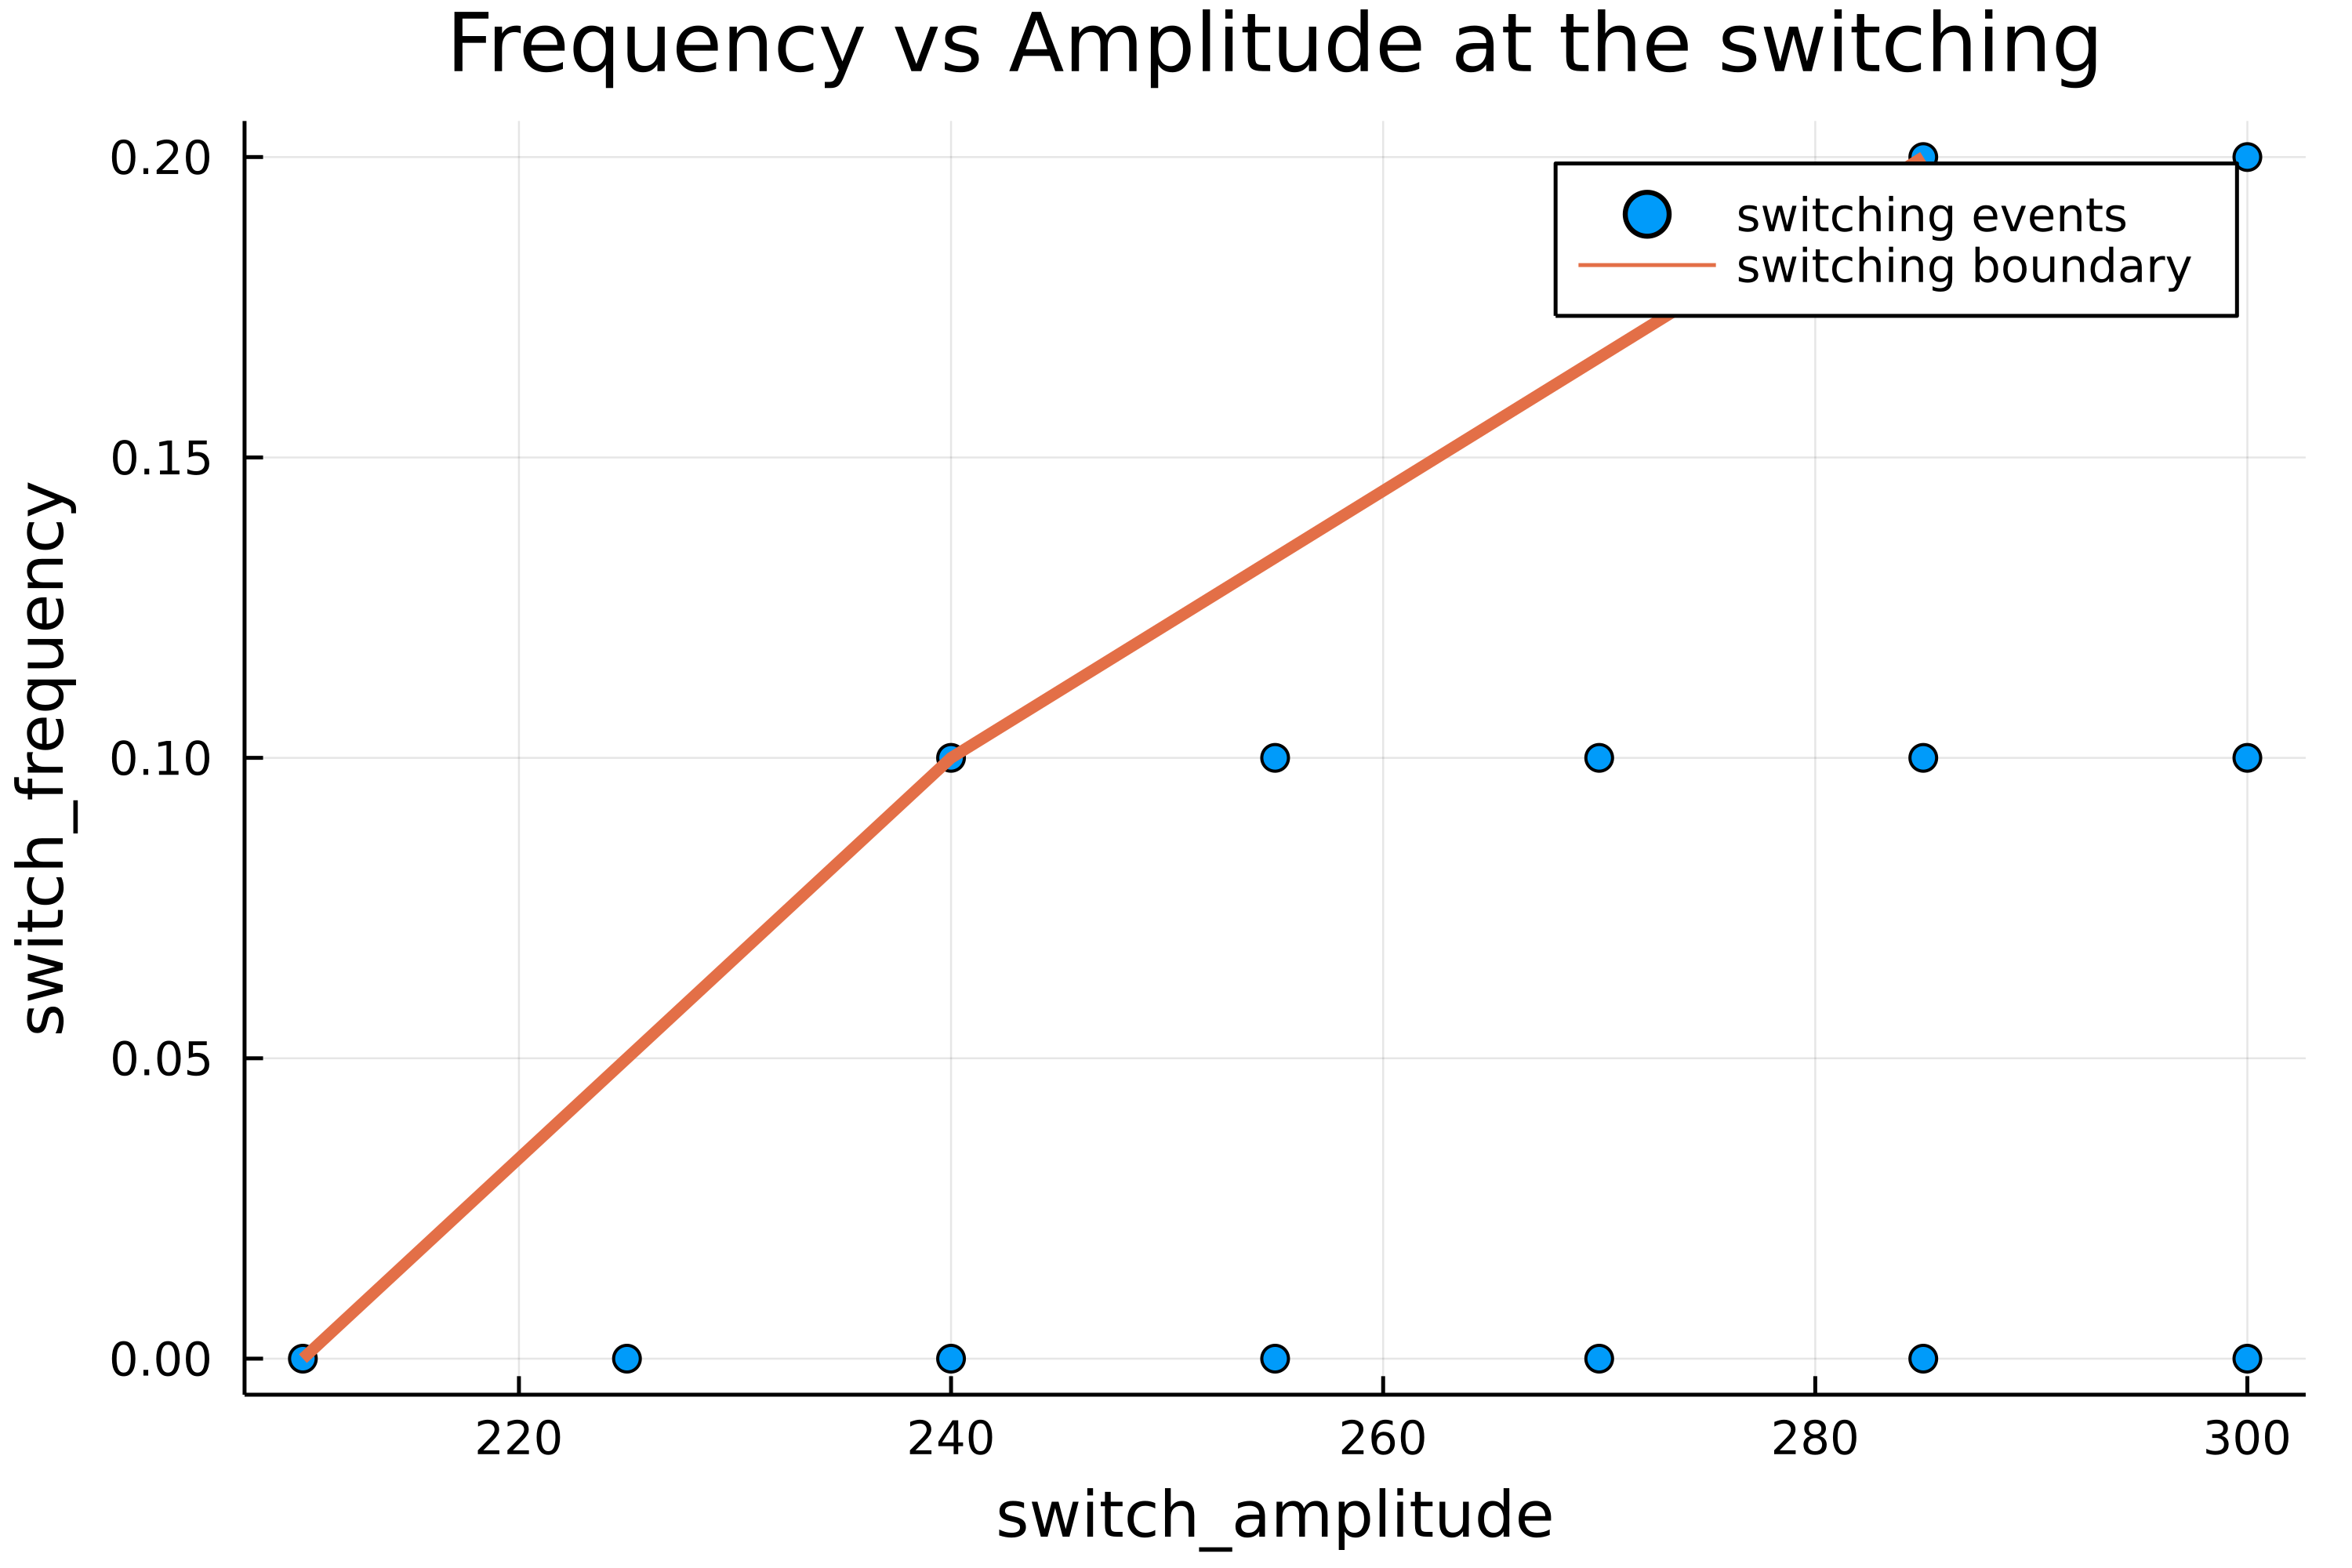 Frequency vs Amplitude at the switching
switching events
switching boundary
switch_frequency
0.20
0.15
0.10
0.05
0.00
220 240 260 280 300
switch_amplitude